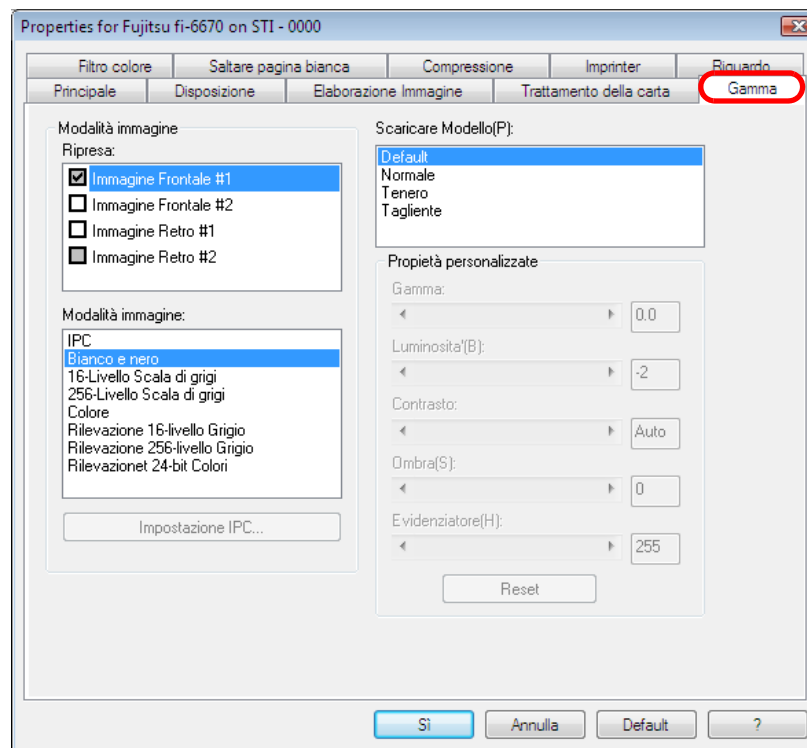 Properties for Fujitsu fi-6670 on STI - 0000
Filtro colore Saltare pagina bianca Compressione Imprinter Riguardo
Principale Disposizione Elaborazione Immagine Trattamento della carta Gamma
Modalità immagine
Ripresa:
Immagine Frontale #1
Immagine Frontale #2
Immagine Retro #1
Immagine Retro #2
Modalità immagine:
IPC
Bianco e nero
16-Livello Scala di grigi
256-Livello Scala di grigi
Colore
Rilevazione 16-livello Grigio
Rilevazione 256-livello Grigio
Rilevazionet 24-bit Colori
Impostazione IPC...
Scaricare Modello(P):
Default
Normale
Tenero
Tagliente
Propietà personalizzate
Gamma:
0.0
Luminosita'(B):
-2
Contrasto:
Auto
Ombra(S):
0
Evidenziatore(H):
255
Reset
Sì Annulla Default ?